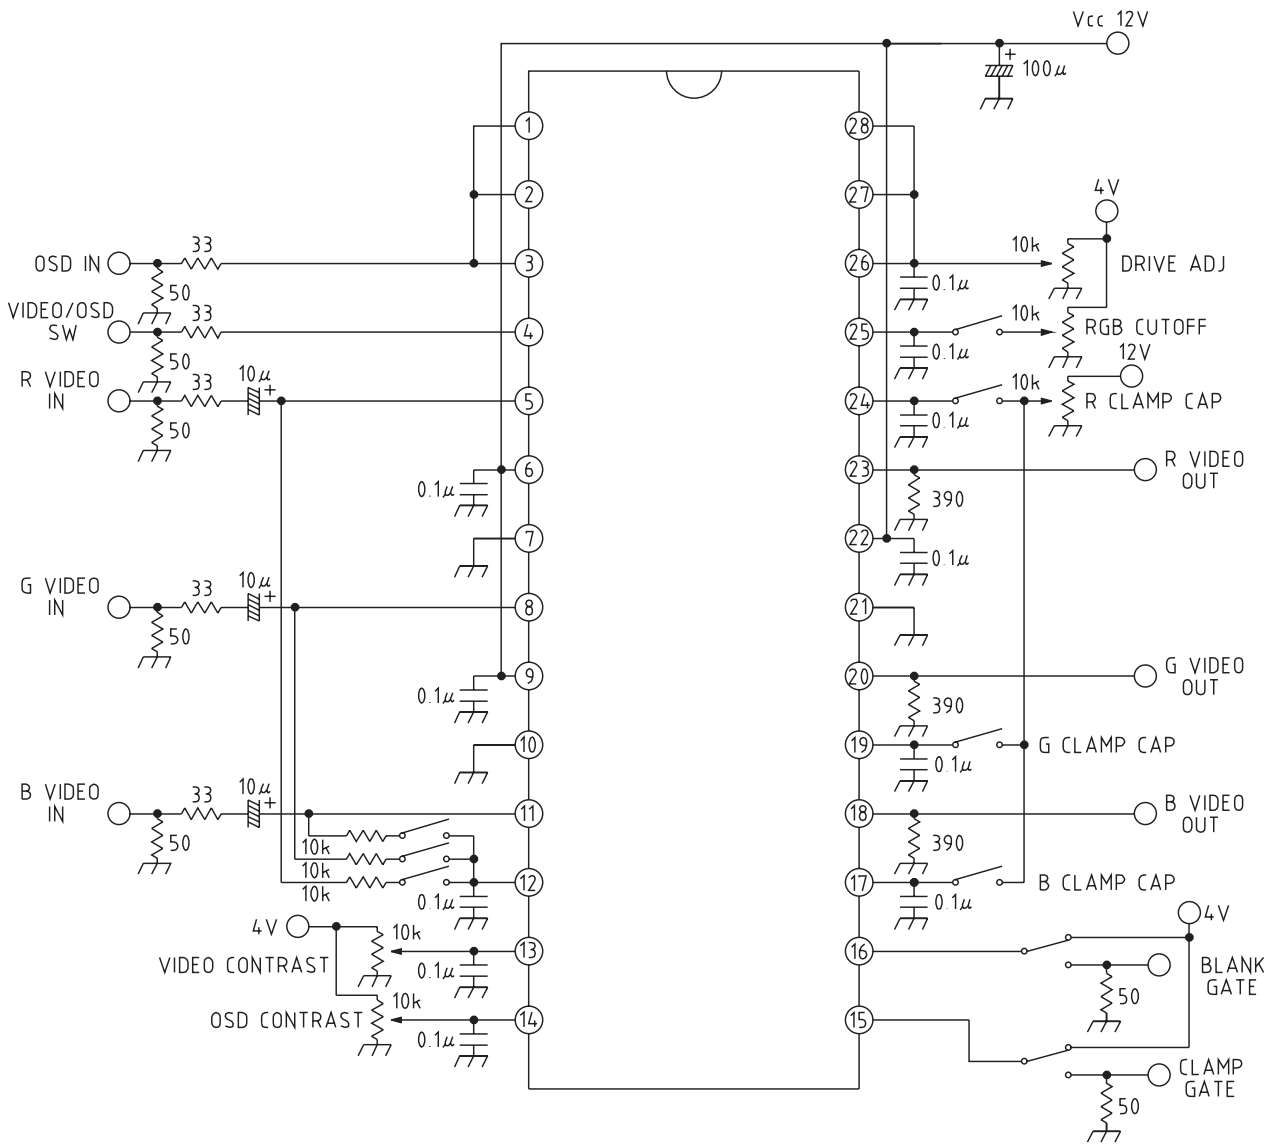 Vcc 12V
100μ
1
28
2
27
4V
OSD IN
33
3
26
10k
DRIVE ADJ
50
0.1μ
VIDEO/OSD
SW
33
4
25
10k
RGB CUTOFF
50
0.1μ
12V
R VIDEO
IN
33
10μ
5
24
10k
R CLAMP CAP
50
0.1μ
6
23
R VIDEO
OUT
0.1μ
390
7
22
0.1μ
G VIDEO
IN
33
10μ
8
21
50
9
20
G VIDEO
OUT
0.1μ
390
10
19
G CLAMP CAP
0.1μ
B VIDEO
IN
33
10μ
11
18
B VIDEO
OUT
50
10k
10k
10k
390
12
17
B CLAMP CAP
0.1μ
0.1μ
4V
4V
10k
VIDEO CONTRAST
13
16
BLANK
GATE
0.1μ
50
10k
OSD CONTRAST
14
15
0.1μ
CLAMP
GATE
50